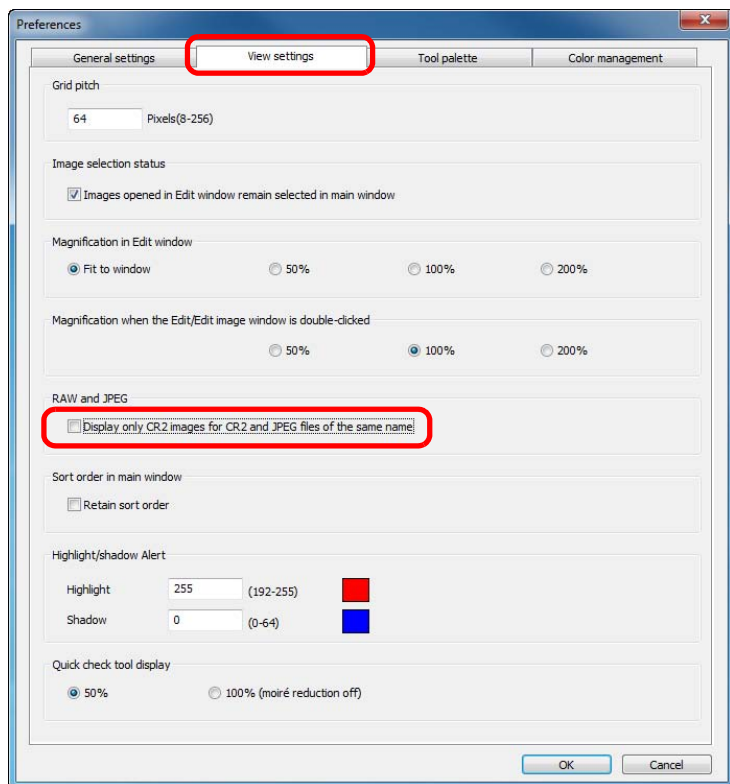 Preferences
General settings View settings Tool palette Color management
Grid pitch
64 Pixels(8-256)
Image selection status
Images opened in Edit window remain selected in main window
Magnification in Edit window
Fit to window 50% 100% 200%
Magnification when the Edit/Edit image window is double-clicked
50% 100% 200%
RAW and JPEG
Display only CR2 images for CR2 and JPEG files of the same name
Sort order in main window
Retain sort order
Highlight/shadow Alert
Highlight 255 (192-255)
Shadow 0 (0-64)
Quick check tool display
50% 100% (moiré reduction off)
OK Cancel